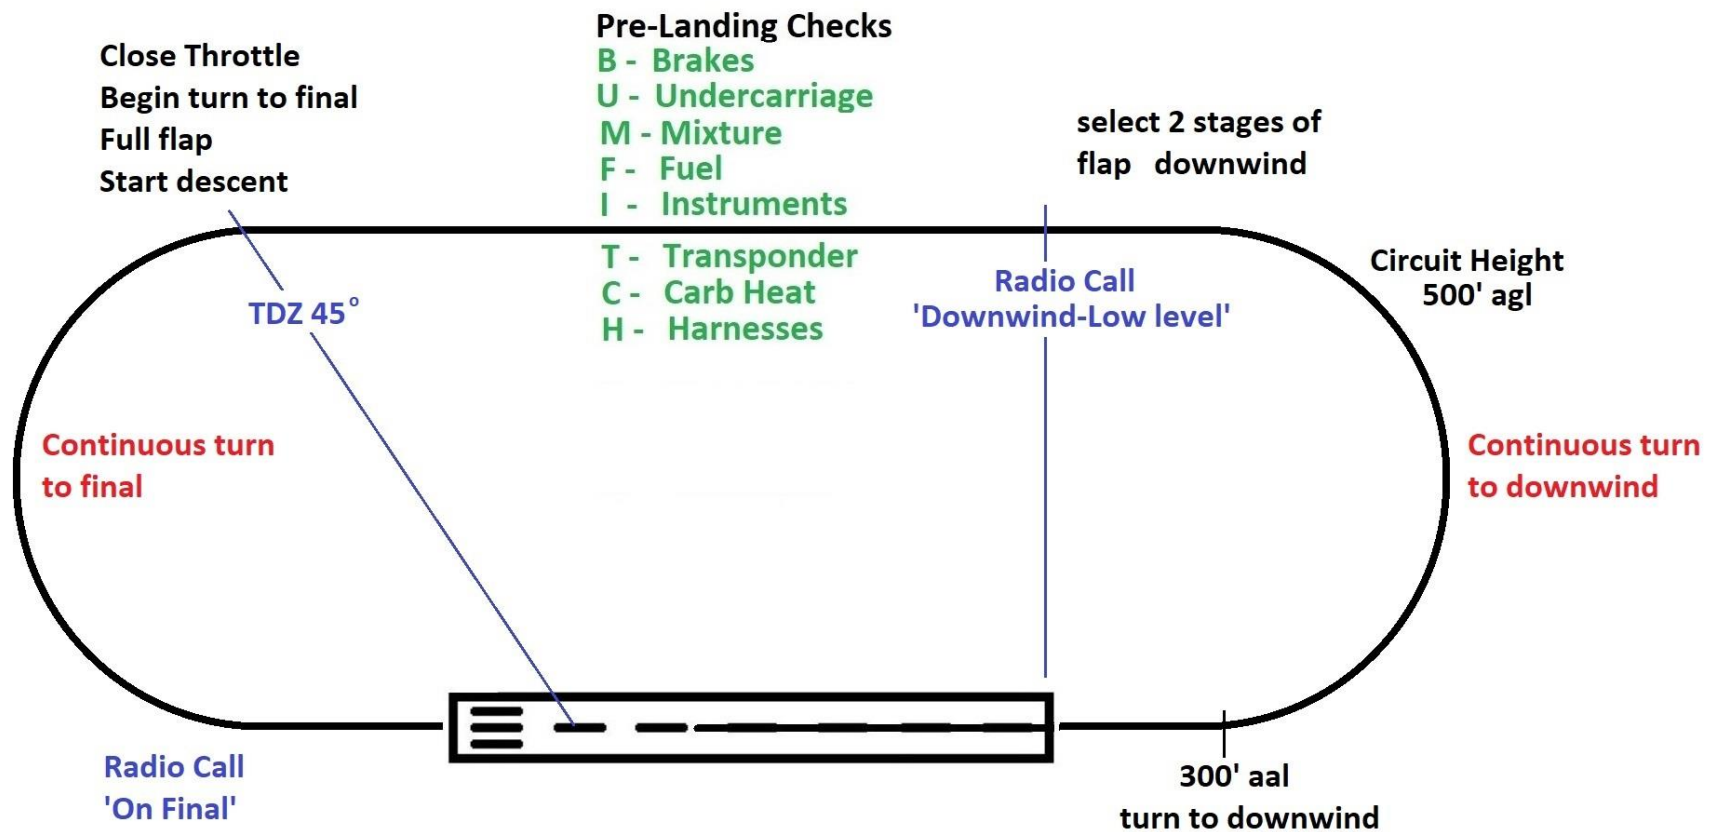 Pre-Landing Checks
B - Brakes
U - Undercarriage
M - Mixture
F - Fuel
I - Instruments
T - Transponder
C - Carb Heat
H - Harnesses
Close Throttle
Begin turn to final
Full flap
Start descent
select 2 stages of
flap downwind
Circuit Height
500' agl
Radio Call
'Downwind-Low level'
TDZ 45°
Continuous turn
to final
Continuous turn
to downwind
Radio Call
'On Final'
300' aal
turn to downwind